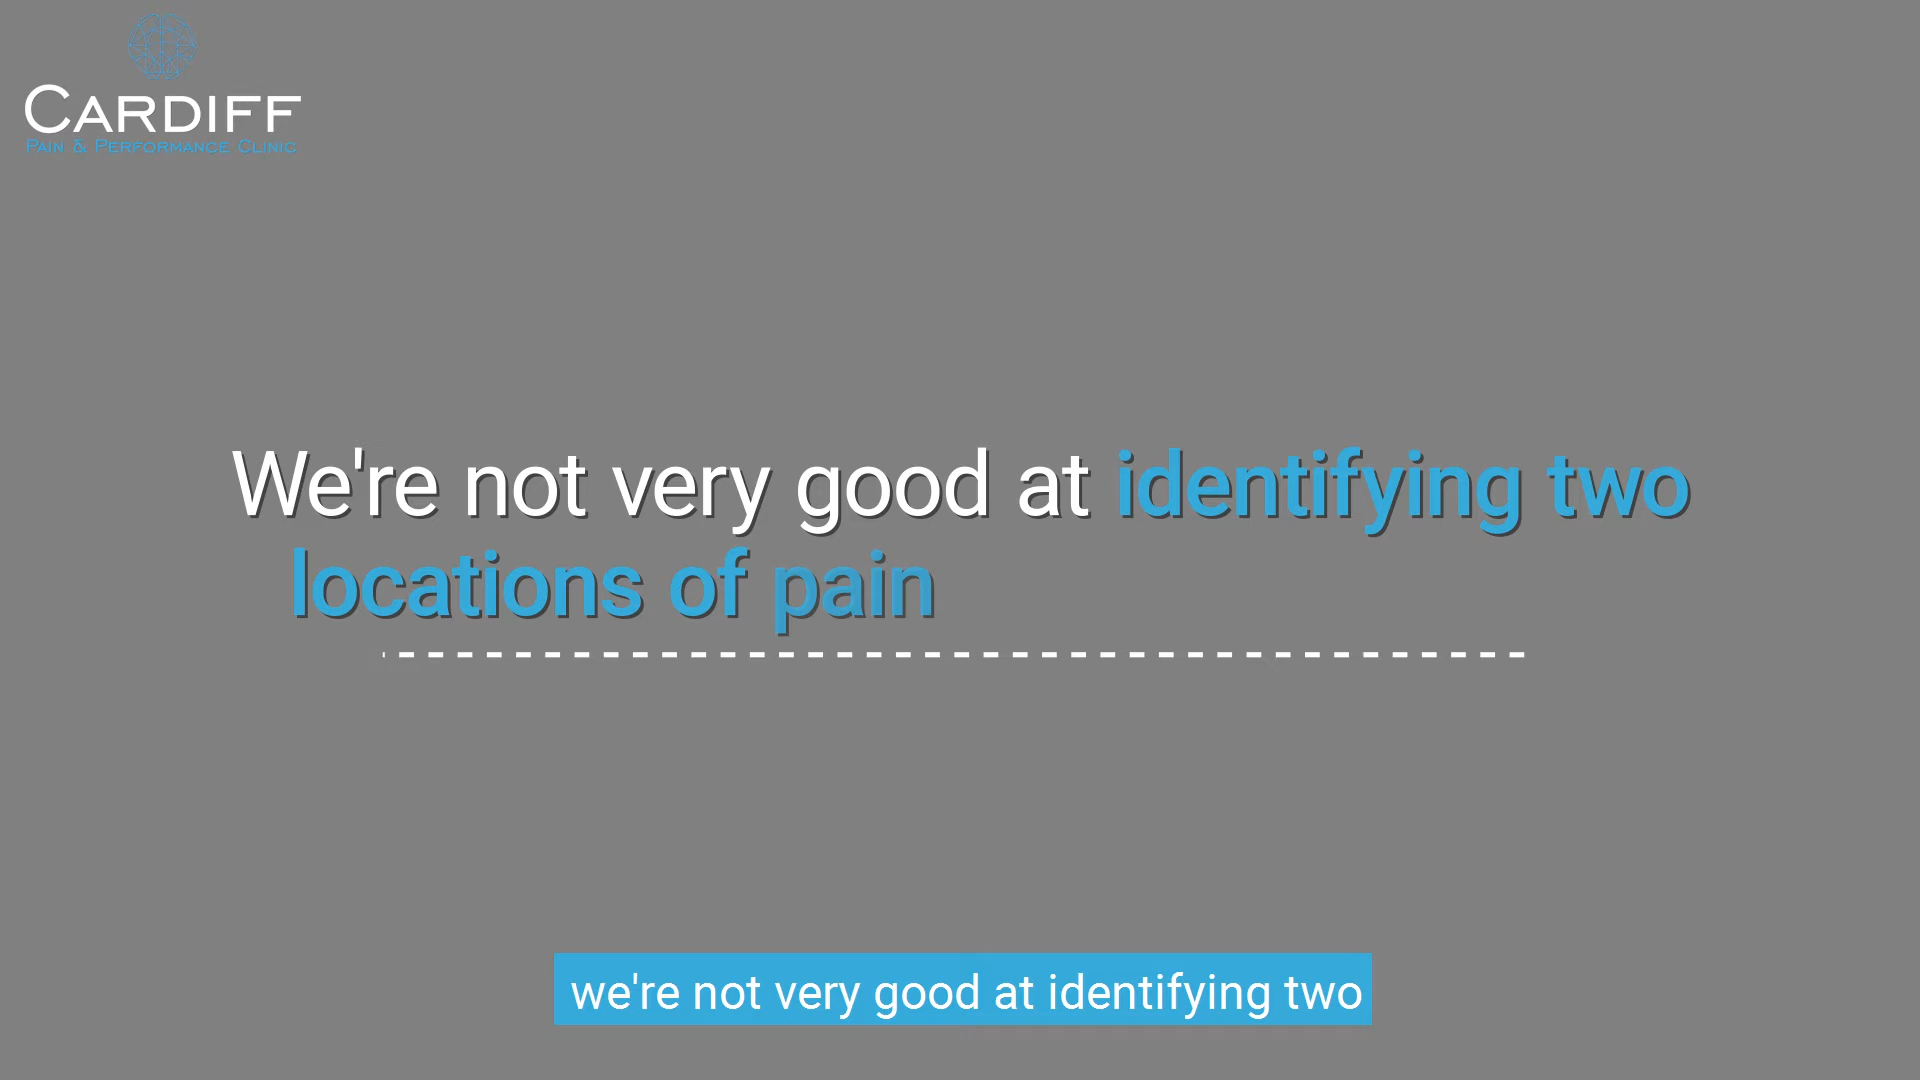 CARDIFF
PAIN & PERFORMANCE CLINIC
We're not very good at identifying two
locations of pain
we're not very good at identifying two